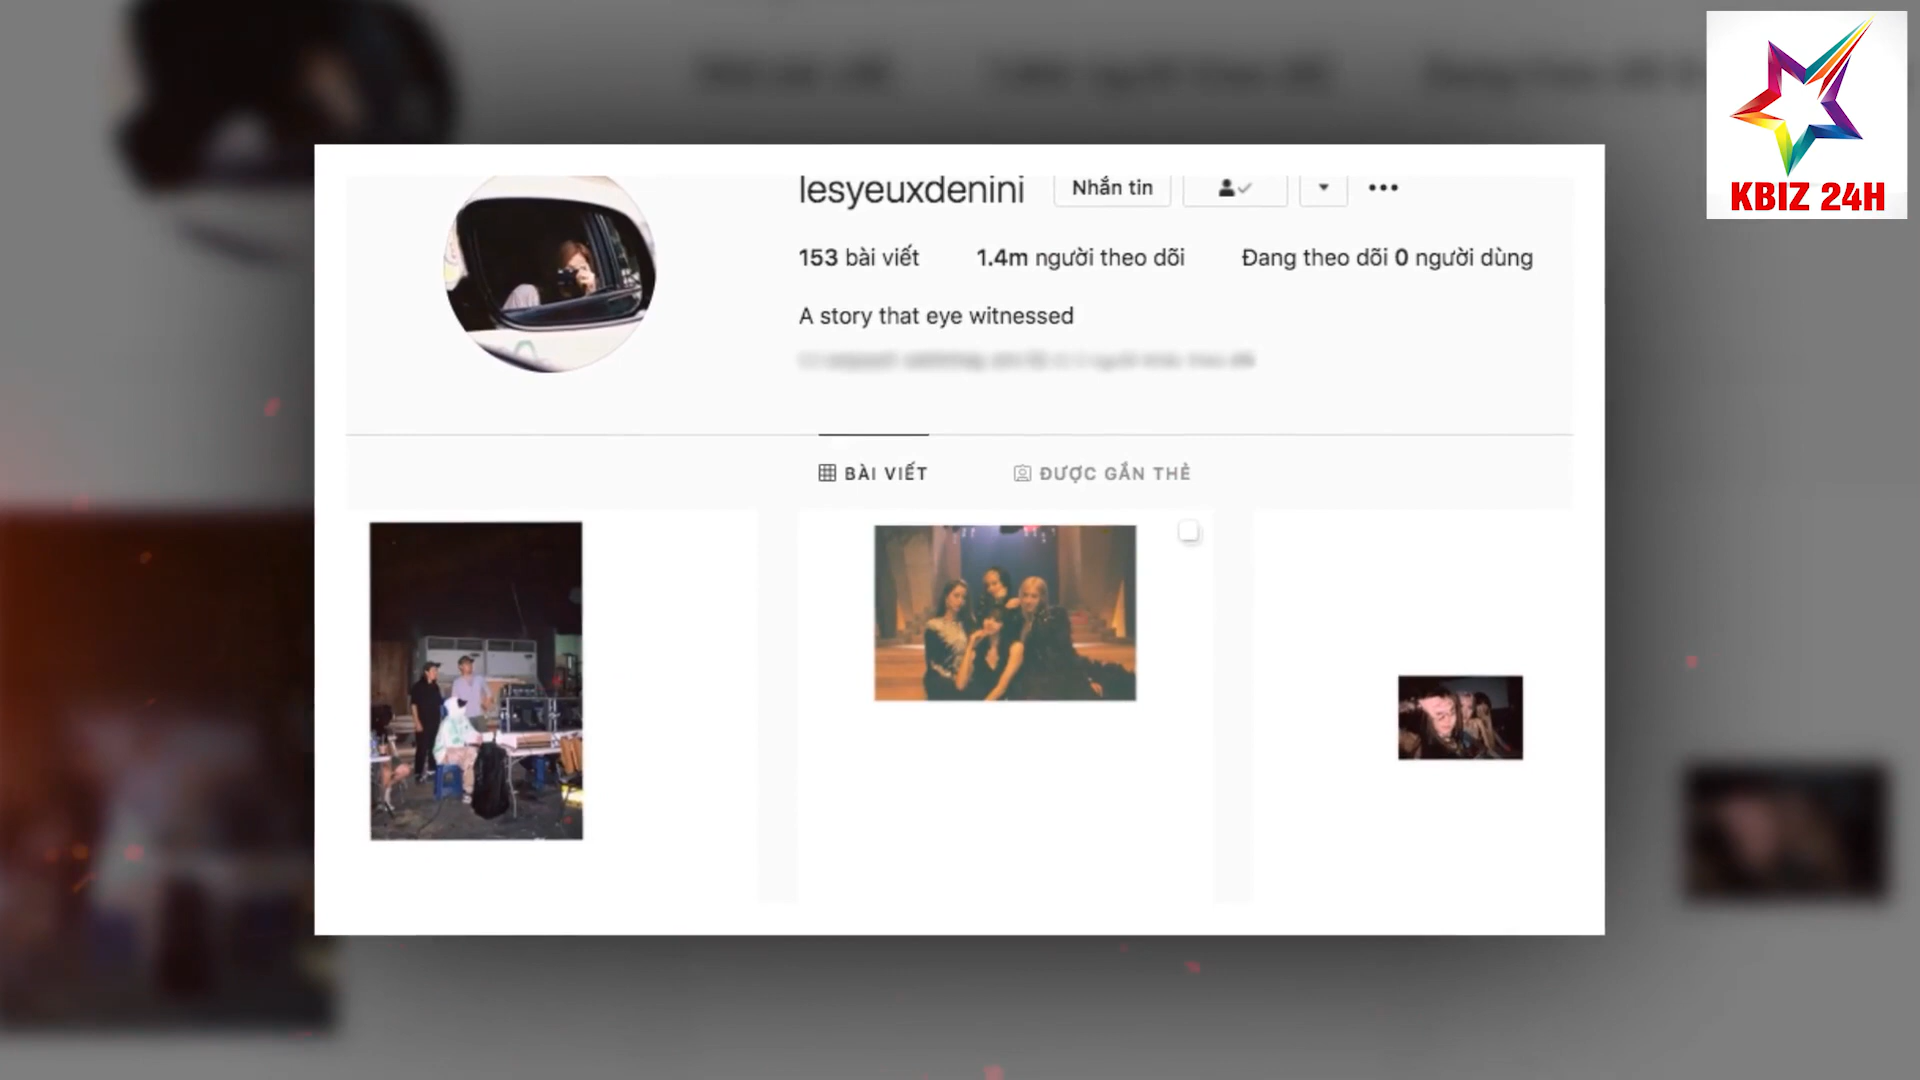 KBIZ 24H
lesyeuxdenini Nhắn tin
153 bài viết 1.4m người theo dõi Đang theo dõi 0 người dùng
A story that eye witnessed
BÀI VIẾT ĐƯỢC GẮN THẺ